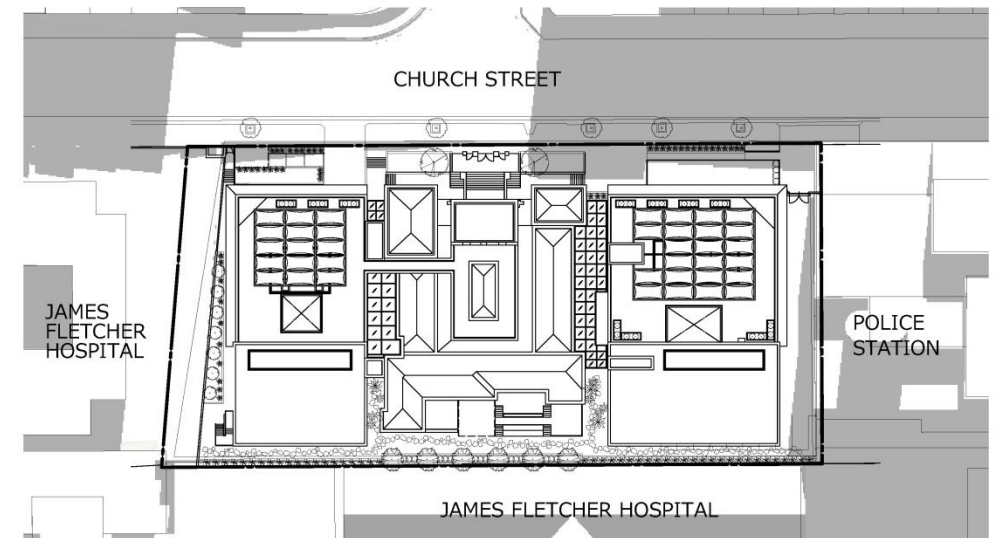 CHURCH STREET
JAMES
FLETCHER
HOSPITAL
POLICE
STATION
JAMES FLETCHER HOSPITAL